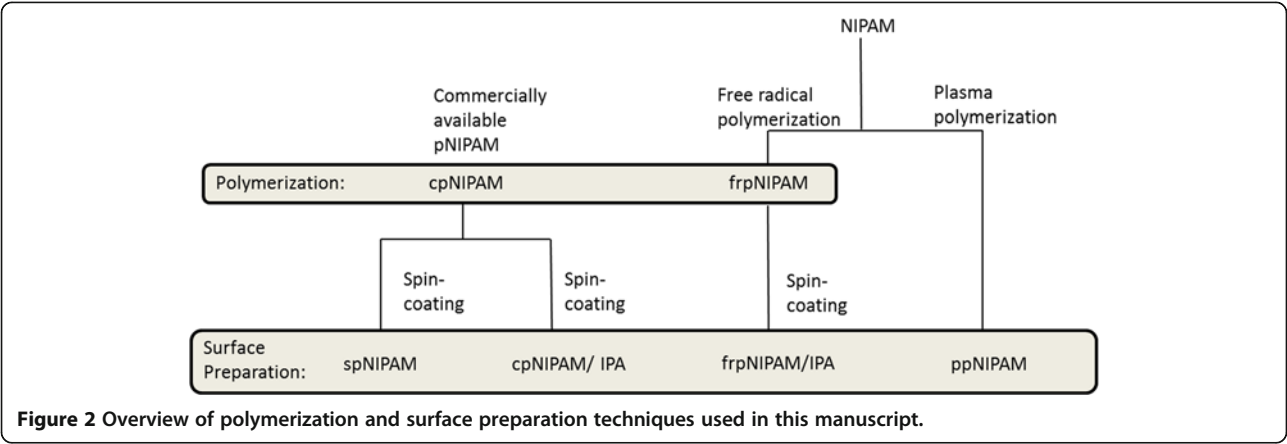 NIPAM
Commercially
available
pNIPAM
Free radical
polymerization
Plasma
polymerization
Polymerization: cpNIPAM frpNIPAM
Spin-
coating
Spin-
coating
Spin-
coating
Surface
Preparation: spNIPAM cpNIPAM/ IPA frpNIPAM/IPA ppNIPAM
Figure 2 Overview of polymerization and surface preparation techniques used in this manuscript.